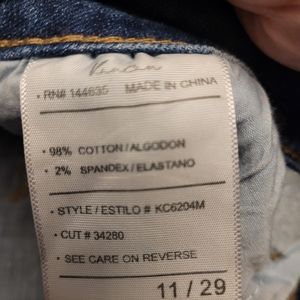 KanCan
• RN# 144635 MADE IN CHINA
• 98% COTTON / ALGODON
• 2% SPANDEX / ELASTANO
• STYLE / ESTILO # KC6204M
• CUT # 34280
• SEE CARE ON REVERSE
11 / 29